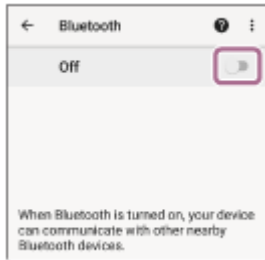 Bluetooth
Off
When Bluetooth is turned on, your device
can communicate with other nearby
Bluetooth devices.